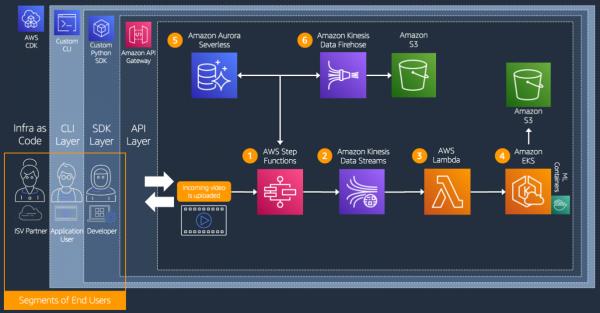 AWS
CDK
Custom
CLI
Custom
Python
SDK
Amazon API
Gateway
5
Amazon Aurora
Severless
6
Amazon Kinesis
Data Firehose
Amazon
S3
Amazon
S3
Infra as
Code
CLI
Layer
SDK
Layer
API
Layer
1
AWS Step
Functions
2
Amazon Kinesis
Data Streams
3
AWS
Lambda
4
Amazon
EKS
ML
Containers
Incoming video
is uploaded
ISV Partner
Application
User
Developer
Segments of End Users